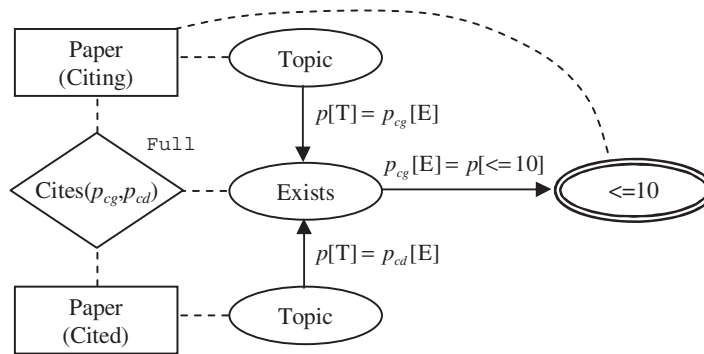 Paper
(Citing)
Topic
p[T] = p_cg[E]
Full
Cites(p_cg,p_cd)
Exists
p_cg[E] = p[<=10]
<=10
p[T] = p_cd[E]
Paper
(Cited)
Topic